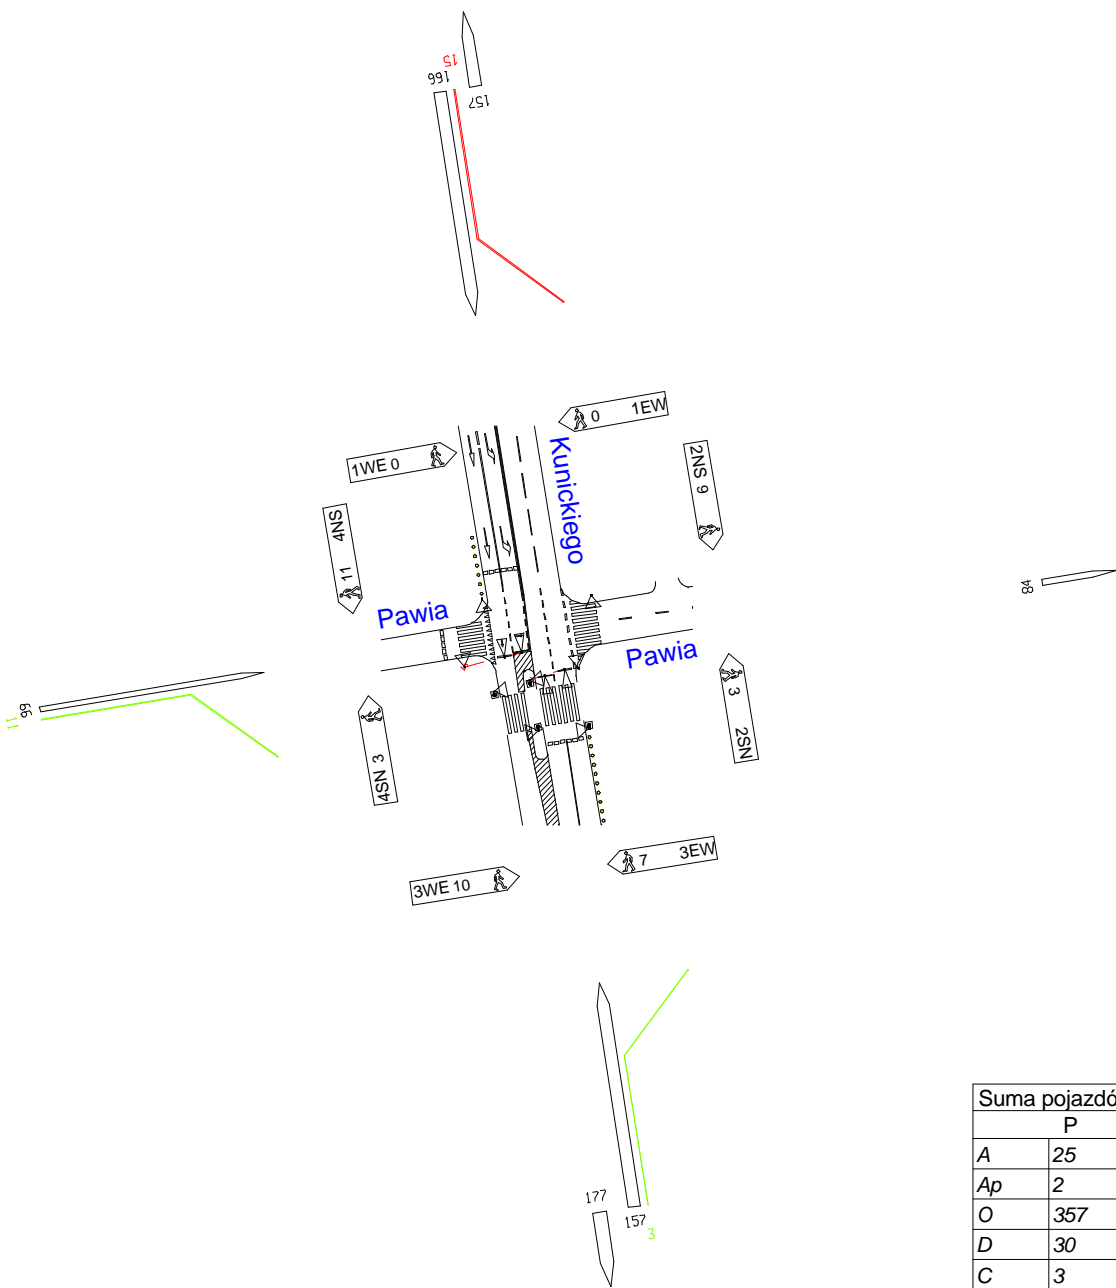 15
166
157
0 1EW
Kunickiego
1WE 0
2NS 9
4NS 11
Pawia
Pawia
84
66
11
3 2SN
4SN 3
7 3EW
3WE 10
177
157
3
Suma pojazdó
P
A 25
Ap 2
O 357
D 30
C 3